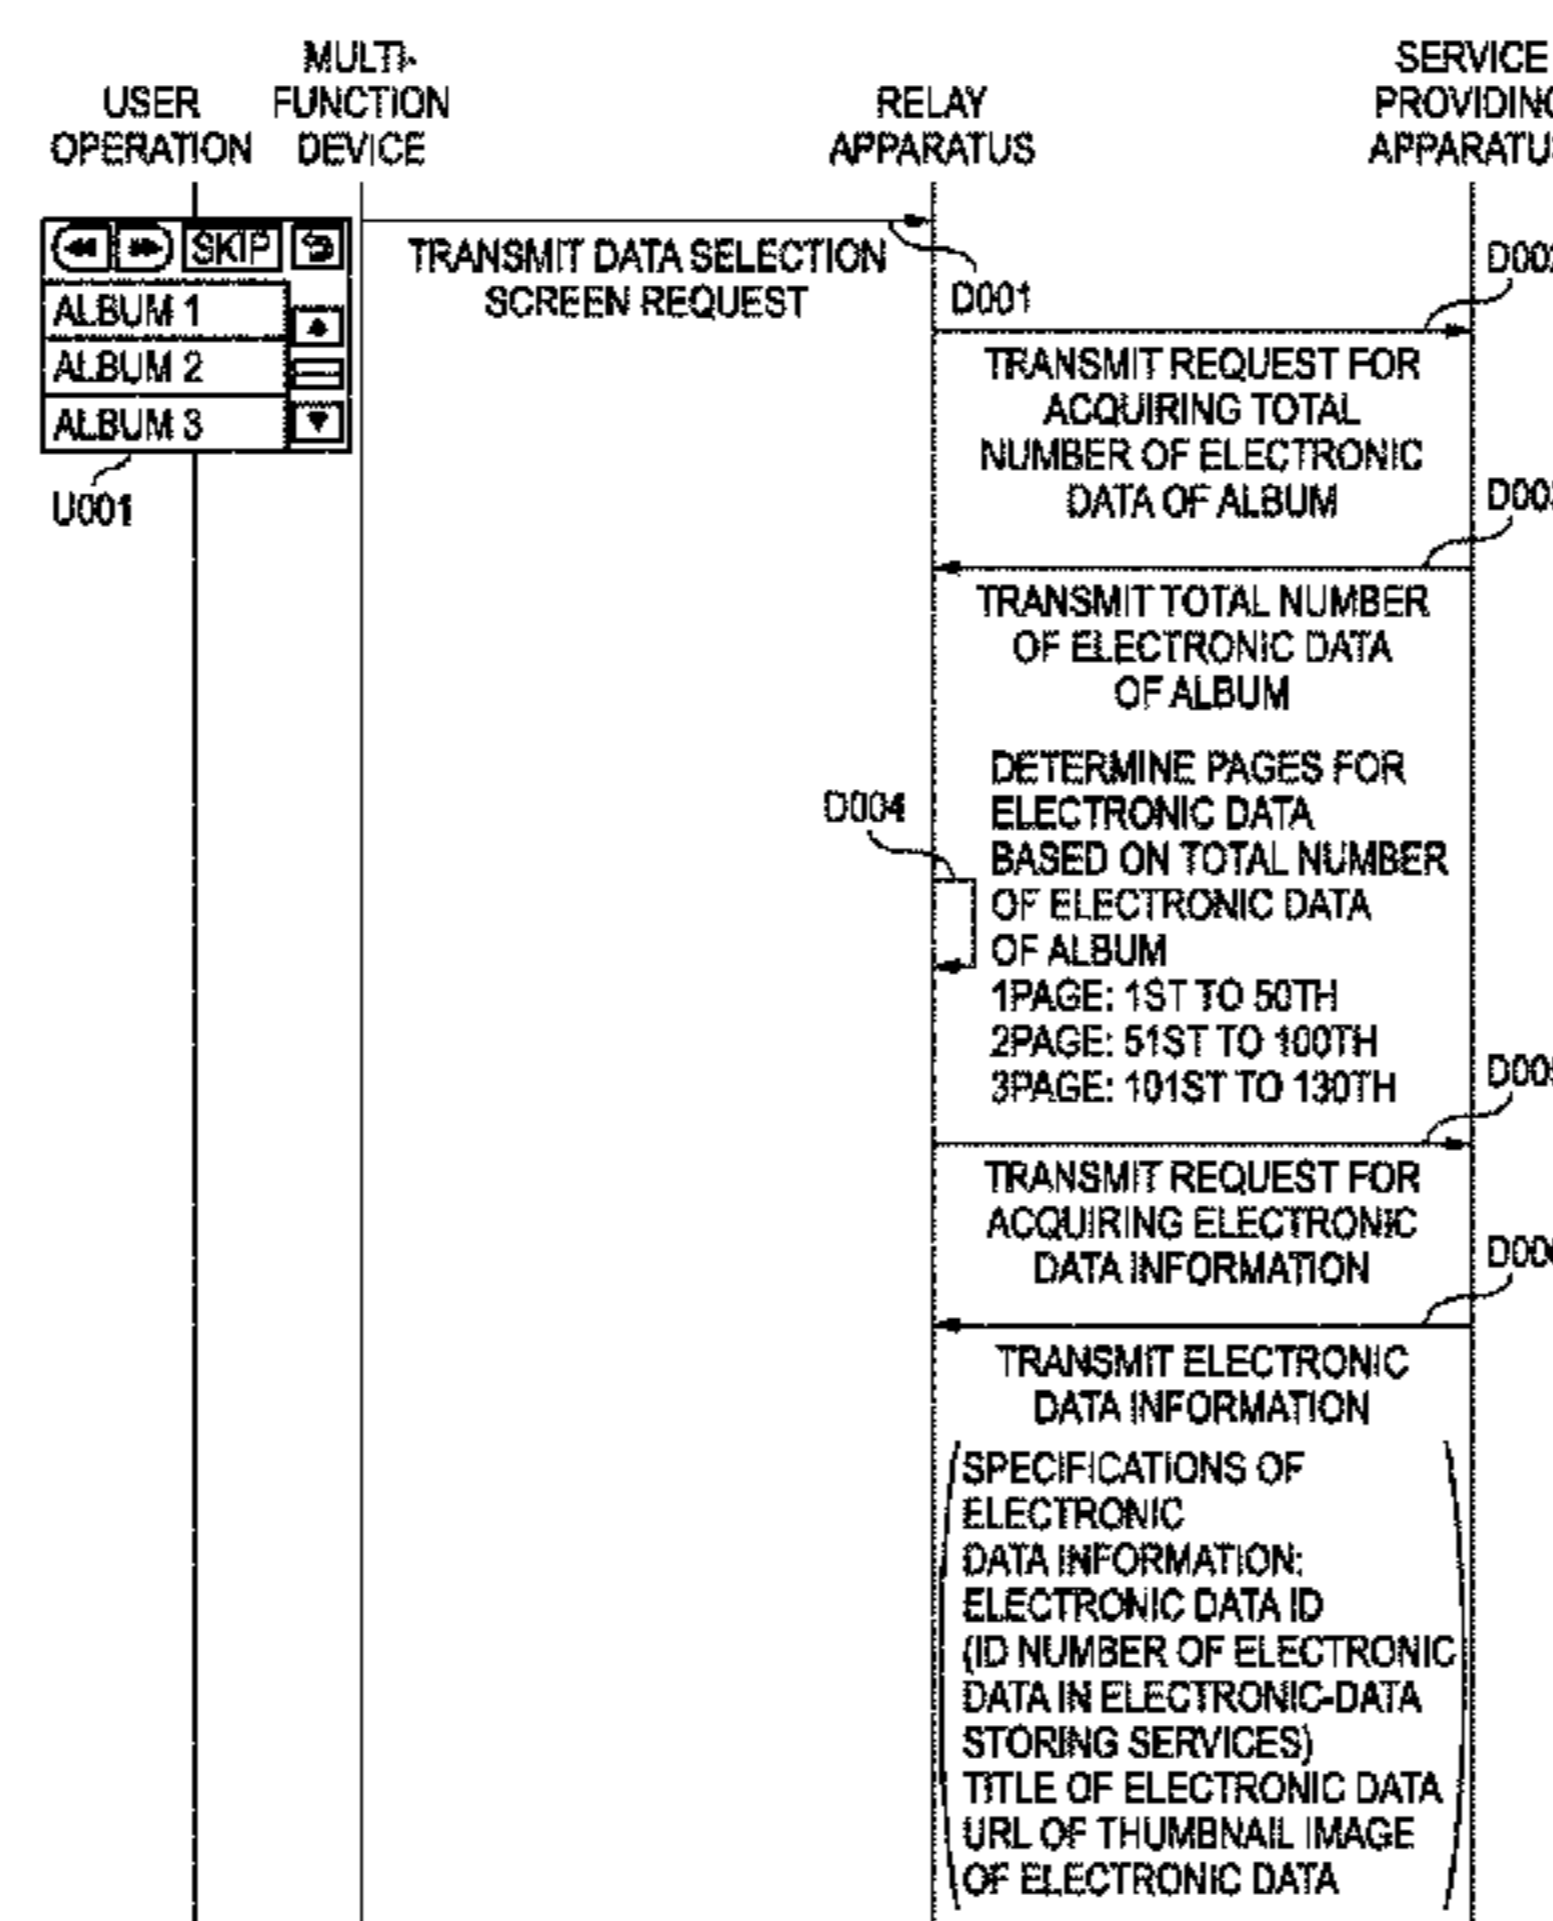 USER
OPERATION
MULTI-
FUNCTION
DEVICE
RELAY
APPARATUS
SERVICE
PROVIDING
APPARATUS
SKIP
ALBUM 1
ALBUM 2
ALBUM 3
U001
TRANSMIT DATA SELECTION
SCREEN REQUEST
D001
D002
TRANSMIT REQUEST FOR
ACQUIRING TOTAL
NUMBER OF ELECTRONIC
DATA OF ALBUM
D003
TRANSMIT TOTAL NUMBER
OF ELECTRONIC DATA
OF ALBUM
D004
DETERMINE PAGES FOR
ELECTRONIC DATA
BASED ON TOTAL NUMBER
OF ELECTRONIC DATA
OF ALBUM
1PAGE: 1ST TO 50TH
2PAGE: 51ST TO 100TH
3PAGE: 101ST TO 130TH
D005
TRANSMIT REQUEST FOR
ACQUIRING ELECTRONIC
DATA INFORMATION
D006
TRANSMIT ELECTRONIC
DATA INFORMATION
SPECIFICATIONS OF
ELECTRONIC
DATA INFORMATION:
ELECTRONIC DATA ID
(ID NUMBER OF ELECTRONIC
DATA IN ELECTRONIC-DATA
STORING SERVICES)
TITLE OF ELECTRONIC DATA
URL OF THUMBNAIL IMAGE
OF ELECTRONIC DATA